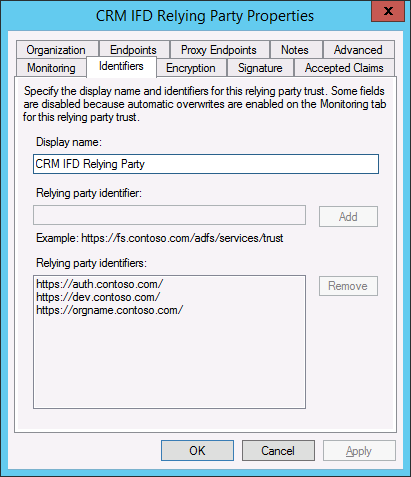 CRM IFD Relying Party Properties
x
Organization Endpoints Proxy Endpoints Notes Advanced
Monitoring Identifiers Encryption Signature Accepted Claims
Specify the display name and identifiers for this relying party trust. Some fields
are disabled because automatic overwrites are enabled on the Monitoring tab
for this relying party trust.
Display name:
CRM IFD Relying Party
Relying party identifier:
Add
Example: https://fs.contoso.com/adfs/services/trust
Relying party identifiers:
https://auth.contoso.com/
https://dev.contoso.com/
https://orgname.contoso.com/
Remove
OK Cancel Apply